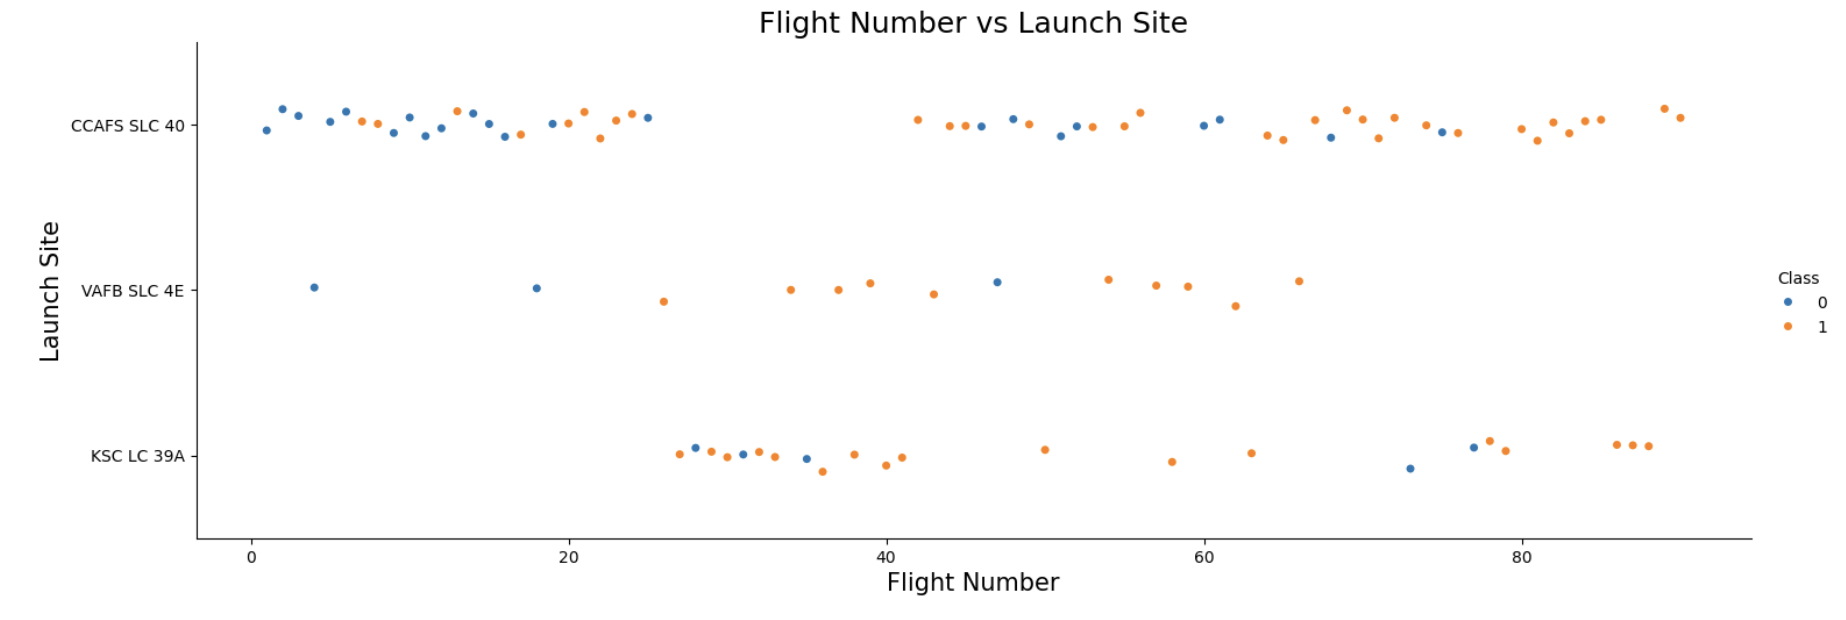 Flight Number vs Launch Site
CCAFS SLC 40
VAFB SLC 4E
KSC LC 39A
Launch Site
0 20 40 60 80
Flight Number
Class
0
1